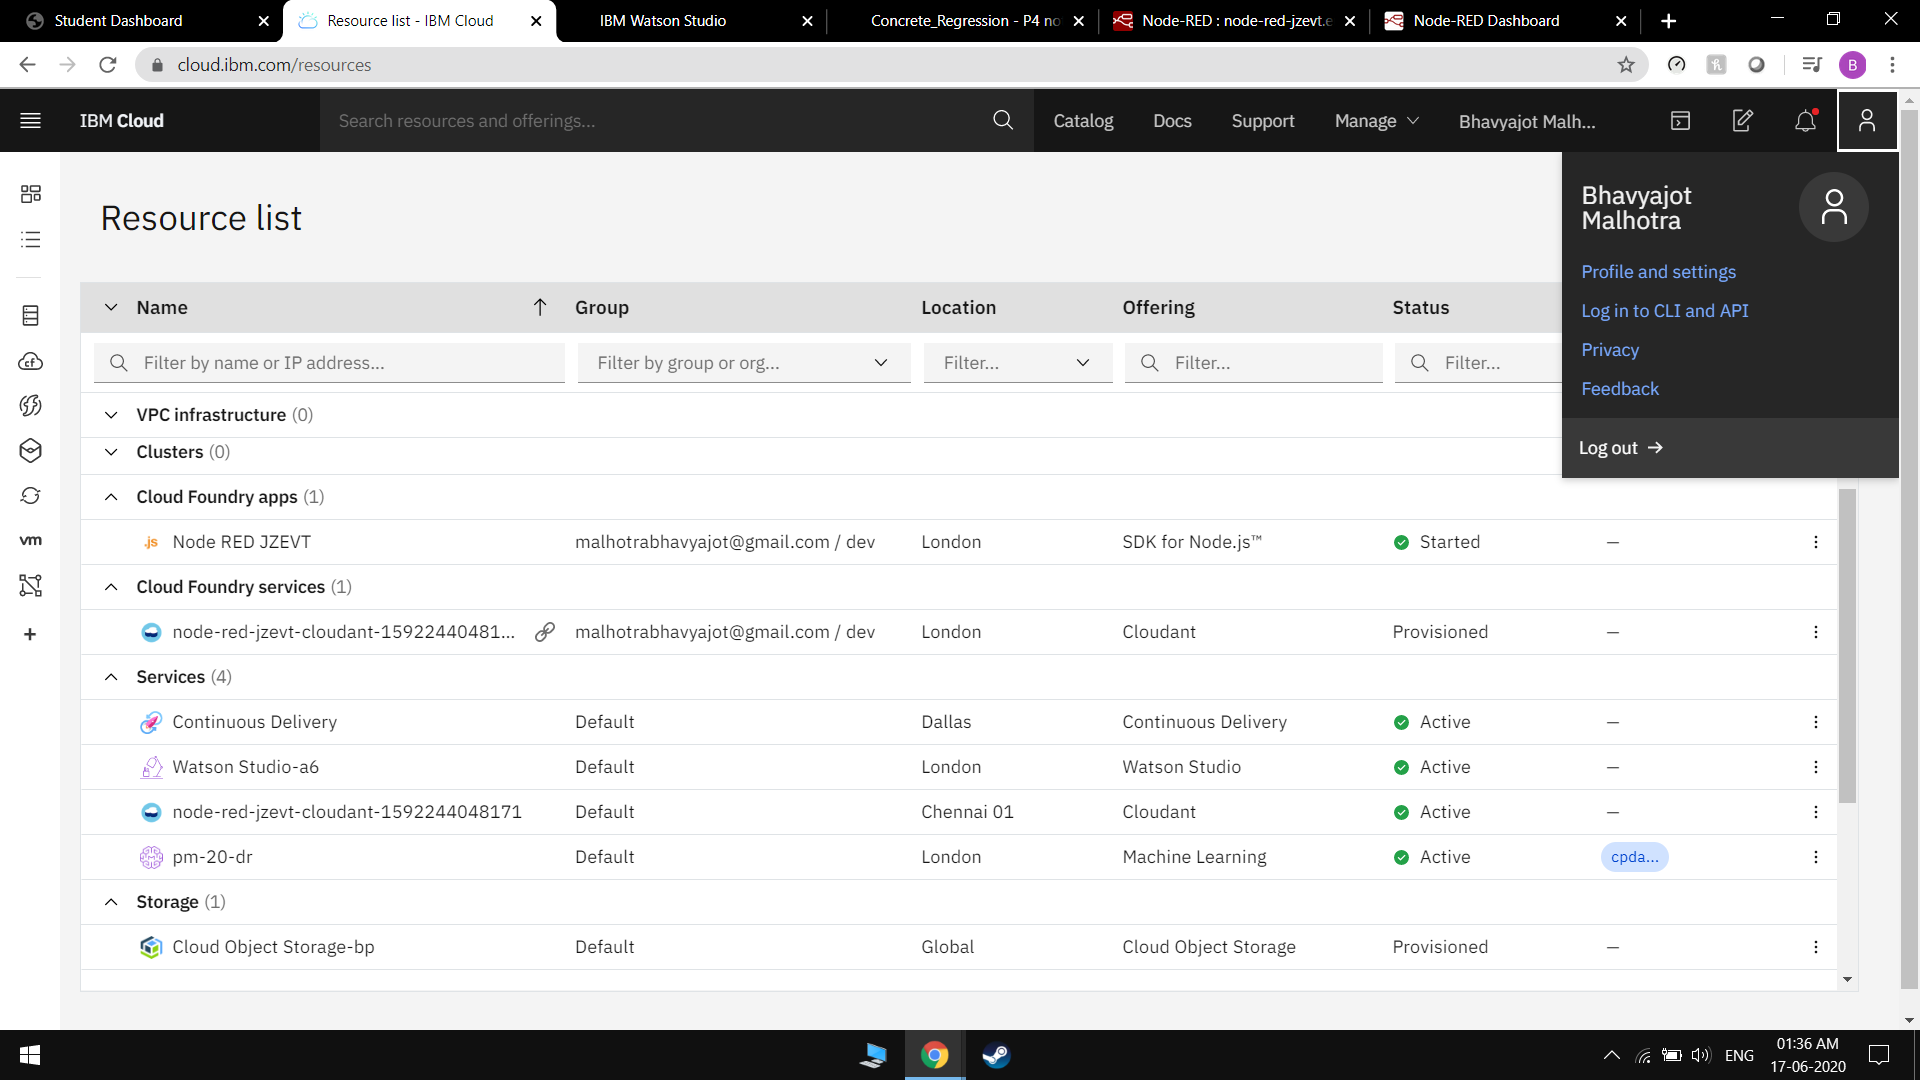 Student Dashboard
Resource list - IBM Cloud
IBM Watson Studio
Concrete_Regression - P4 no
Node-RED : node-red-jzevt.e
Node-RED Dashboard
cloud.ibm.com/resources
B
IBM Cloud
Search resources and offerings...
Catalog
Docs
Support
Manage
Bhavyajot Malh...
Bhavyajot
Malhotra
Profile and settings
Log in to CLI and API
Privacy
Feedback
Log out
Resource list
Name Group Location Offering Status
Filter by name or IP address... Filter by group or org... Filter... Filter... Filter...
VPC infrastructure (0)
Clusters (0)
Cloud Foundry apps (1)
.js Node RED JZEVT malhotrabhavyajot@gmail.com / dev London SDK for Node.js™ Started —
Cloud Foundry services (1)
node-red-jzevt-cloudant-15922440481... malhotrabhavyajot@gmail.com / dev London Cloudant Provisioned —
Services (4)
Continuous Delivery Default Dallas Continuous Delivery Active —
Watson Studio-a6 Default London Watson Studio Active —
node-red-jzevt-cloudant-1592244048171 Default Chennai 01 Cloudant Active —
pm-20-dr Default London Machine Learning Active cpda...
Storage (1)
Cloud Object Storage-bp Default Global Cloud Object Storage Provisioned —
cf
vm
ENG
01:36 AM
17-06-2020